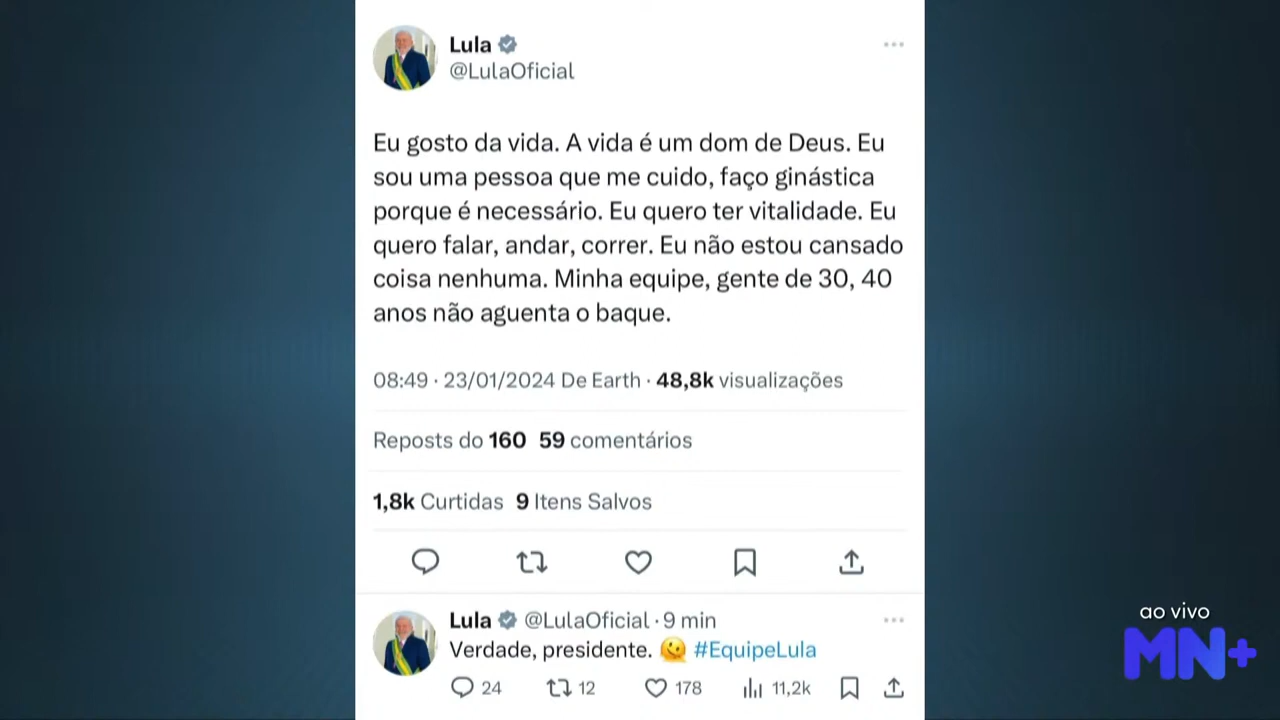 Lula
@LulaOficial
Eu gosto da vida. A vida é um dom de Deus. Eu
sou uma pessoa que me cuido, faço ginástica
porque é necessário. Eu quero ter vitalidade. Eu
quero falar, andar, correr. Eu não estou cansado
coisa nenhuma. Minha equipe, gente de 30, 40
anos não aguenta o baque.
08:49 · 23/01/2024 De Earth · 48,8k visualizações
Reposts do 160 59 comentários
1,8k Curtidas 9 Itens Salvos
Lula @LulaOficial · 9 min
Verdade, presidente. 🫠 #EquipeLula
24 12 178 11,2k
ao vivo
MN+